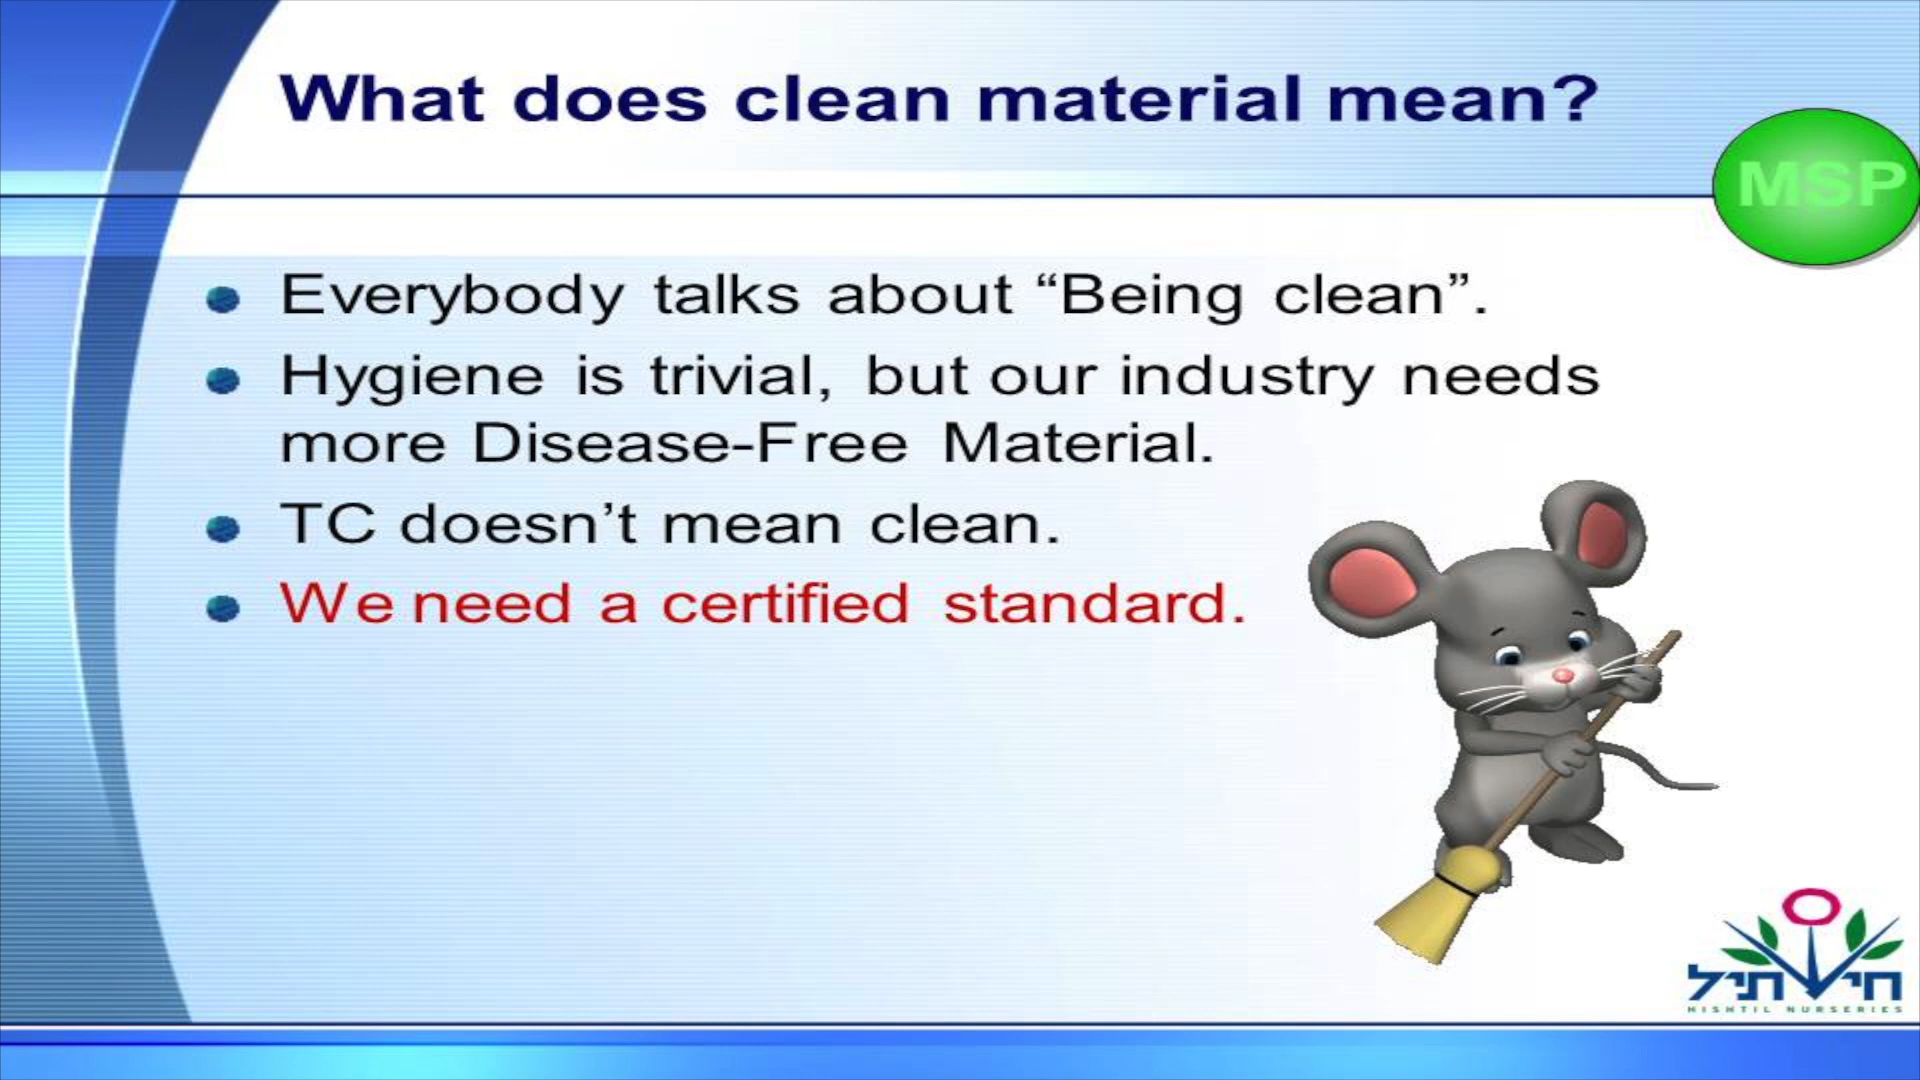 What does clean material mean?
MSP
Everybody talks about “Being clean”.
Hygiene is trivial, but our industry needs
more Disease-Free Material.
TC doesn’t mean clean.
We need a certified standard.
חישתיל
HISHTIL NURSERIES